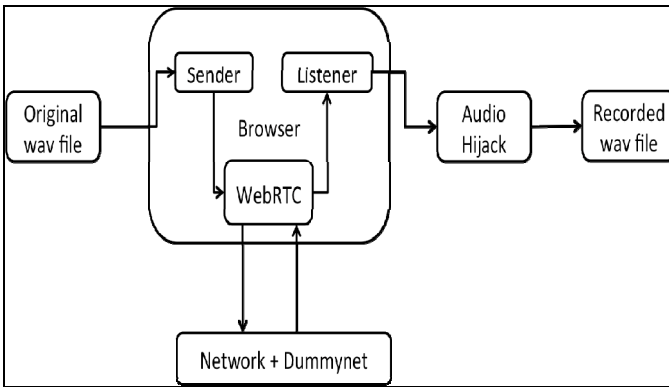 Sender
Listener
Original
wav file
Browser
Audio
Hijack
Recorded
wav file
WebRTC
Network + Dummynet